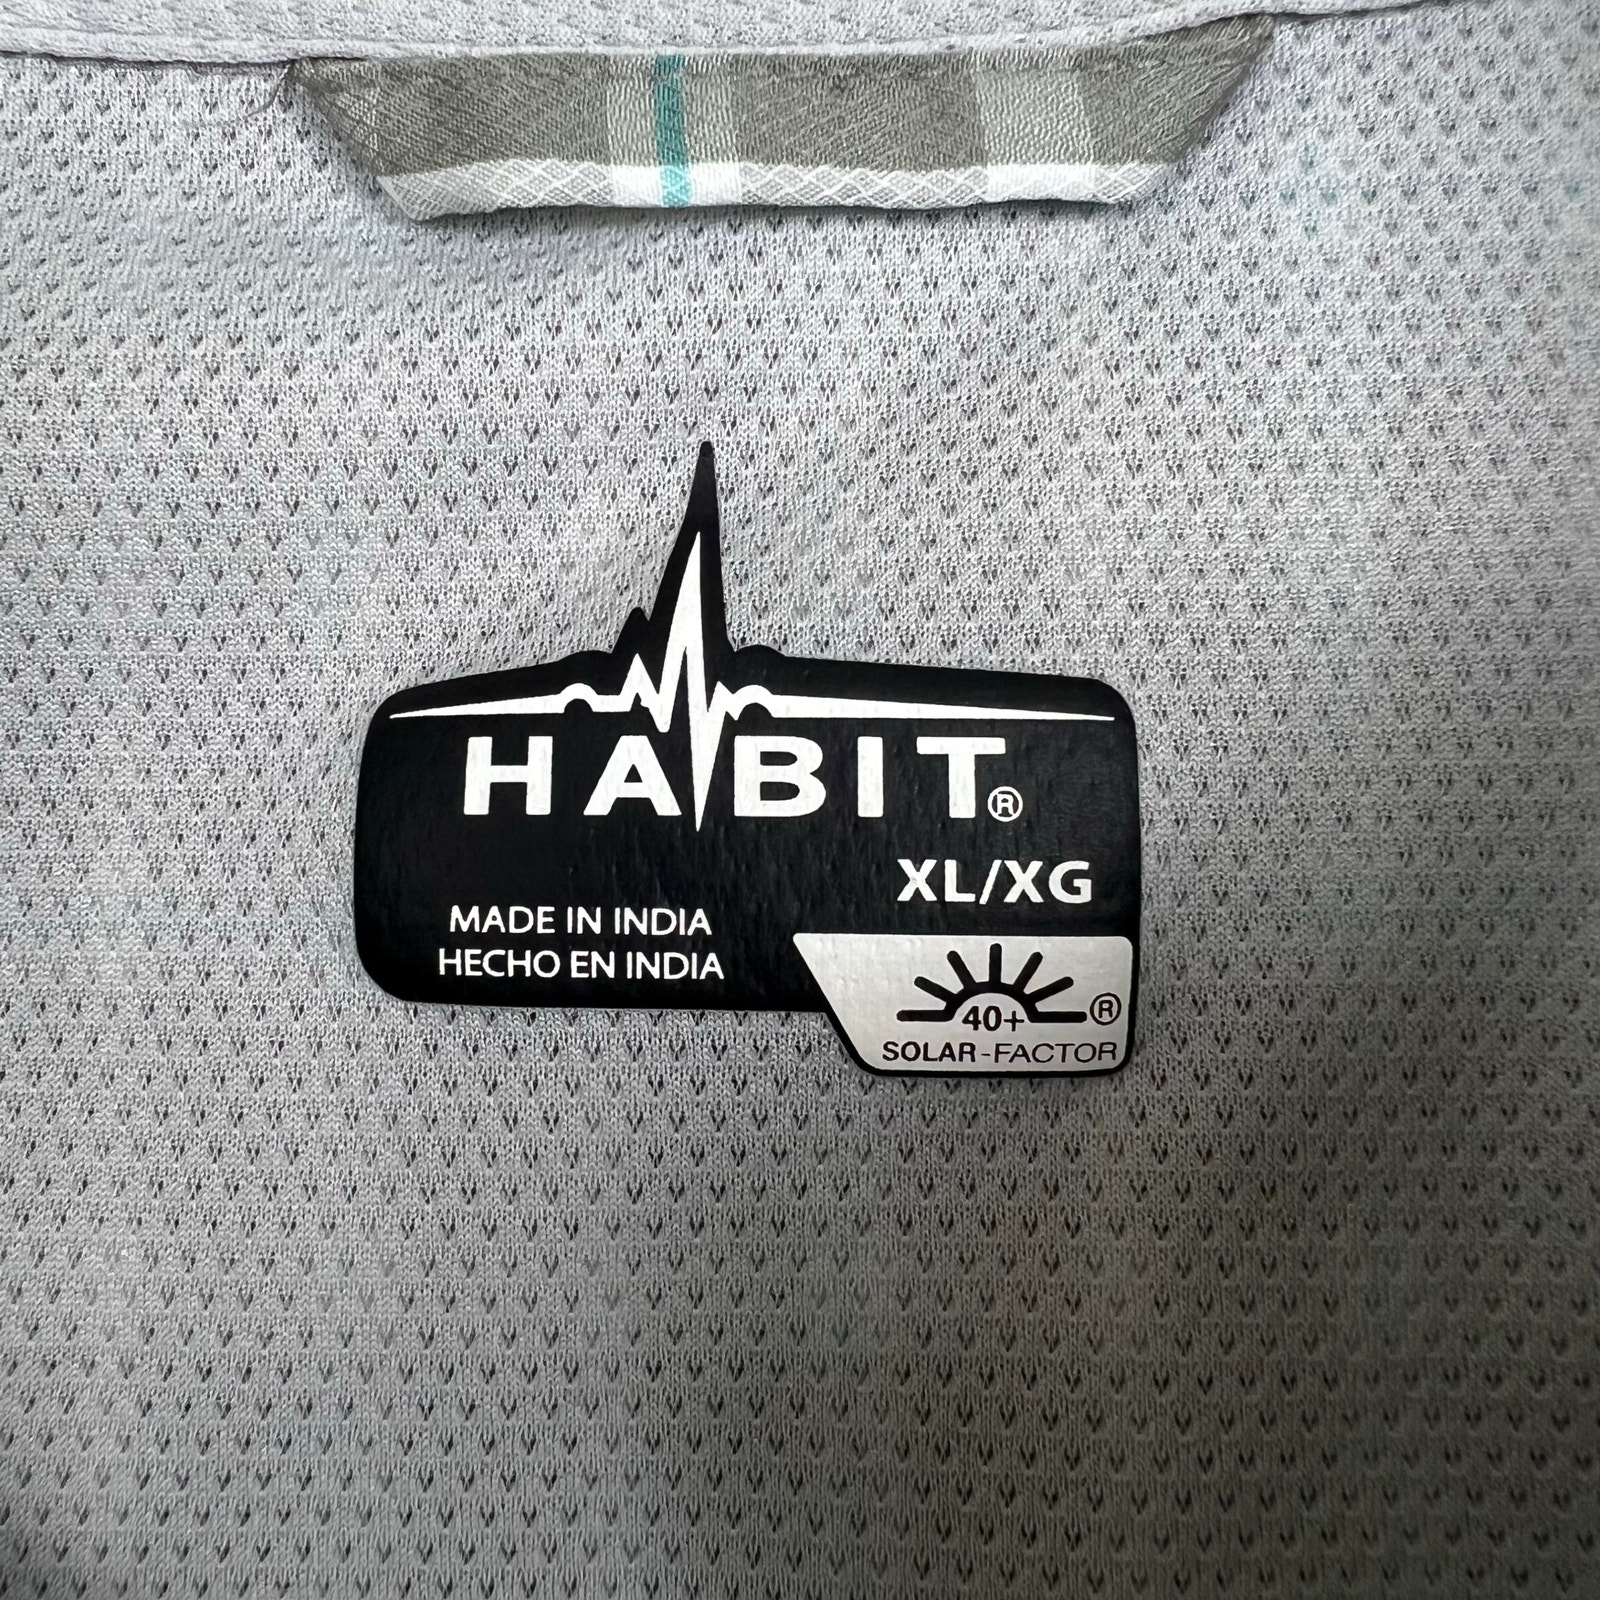 HABIT®
XL/XG
MADE IN INDIA
HECHO EN INDIA
40+ ®
SOLAR-FACTOR